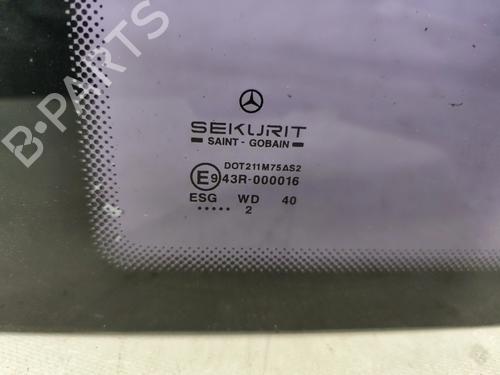 SEKURIT
SAINT - GOBAIN
DOT211M75AS2
E9 43R-000016
ESG WD 40
..... 2
B-PARTS